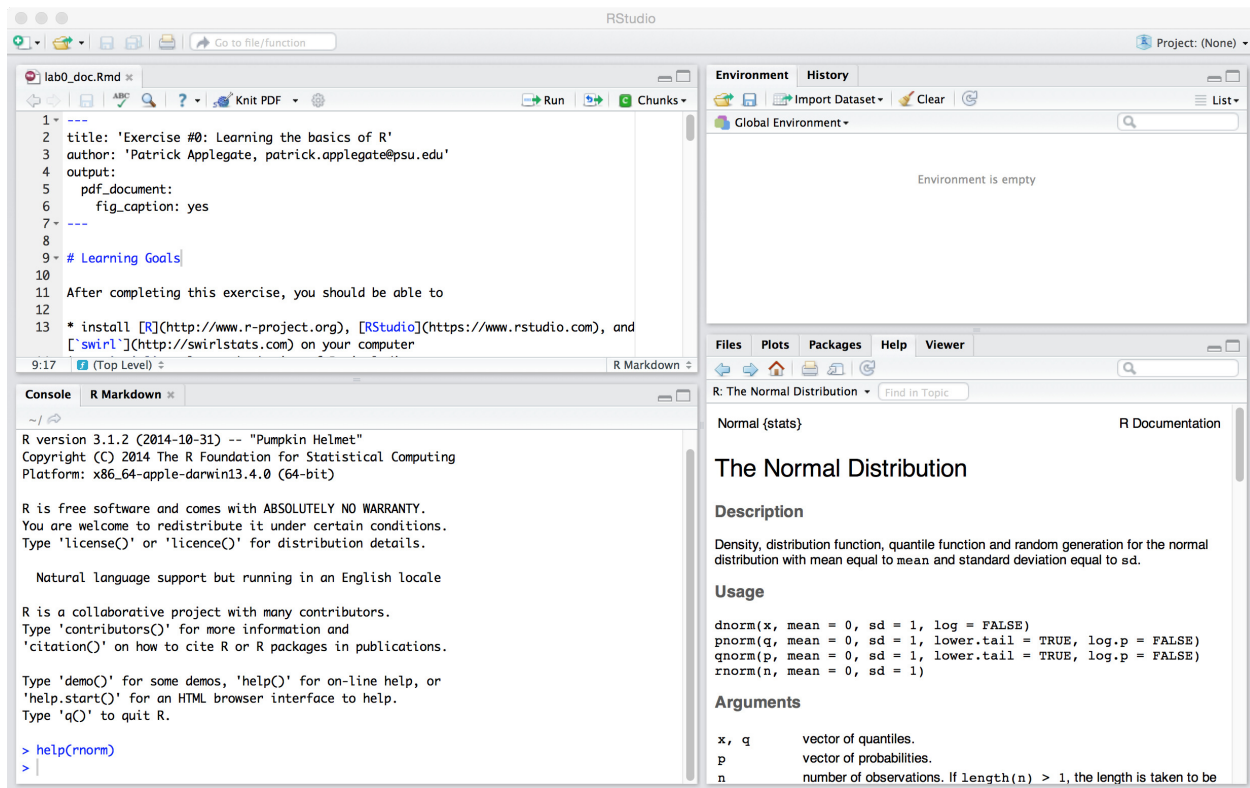 RStudio
Go to file/function
Project: (None)
lab0_doc.Rmd
ABC
? Knit PDF
Run
Chunks
1 ---
2 title: 'Exercise #0: Learning the basics of R'
3 author: 'Patrick Applegate, patrick.applegate@psu.edu'
4 output:
5 pdf_document:
6 fig_caption: yes
7 ---
8
9 # Learning Goals
10
11 After completing this exercise, you should be able to
12
13 * install [R](http://www.r-project.org), [RStudio](https://www.rstudio.com), and
[`swirl`](http://swirlstats.com) on your computer
9:17 (Top Level) R Markdown
Console R Markdown
~/
R version 3.1.2 (2014-10-31) -- "Pumpkin Helmet"
Copyright (C) 2014 The R Foundation for Statistical Computing
Platform: x86_64-apple-darwin13.4.0 (64-bit)
R is free software and comes with ABSOLUTELY NO WARRANTY.
You are welcome to redistribute it under certain conditions.
Type 'license()' or 'licence()' for distribution details.
Natural language support but running in an English locale
R is a collaborative project with many contributors.
Type 'contributors()' for more information and
'citation()' on how to cite R or R packages in publications.
Type 'demo()' for some demos, 'help()' for on-line help, or
'help.start()' for an HTML browser interface to help.
Type 'q()' to quit R.
> help(rnorm)
>
Environment History
Import Dataset Clear List
Global Environment
Environment is empty
Files Plots Packages Help Viewer
R: The Normal Distribution Find in Topic
Normal {stats} R Documentation
The Normal Distribution
Description
Density, distribution function, quantile function and random generation for the normal
distribution with mean equal to mean and standard deviation equal to sd.
Usage
dnorm(x, mean = 0, sd = 1, log = FALSE)
pnorm(q, mean = 0, sd = 1, lower.tail = TRUE, log.p = FALSE)
qnorm(p, mean = 0, sd = 1, lower.tail = TRUE, log.p = FALSE)
rnorm(n, mean = 0, sd = 1)
Arguments
x, q vector of quantiles.
p vector of probabilities.
n number of observations. If length(n) > 1, the length is taken to be